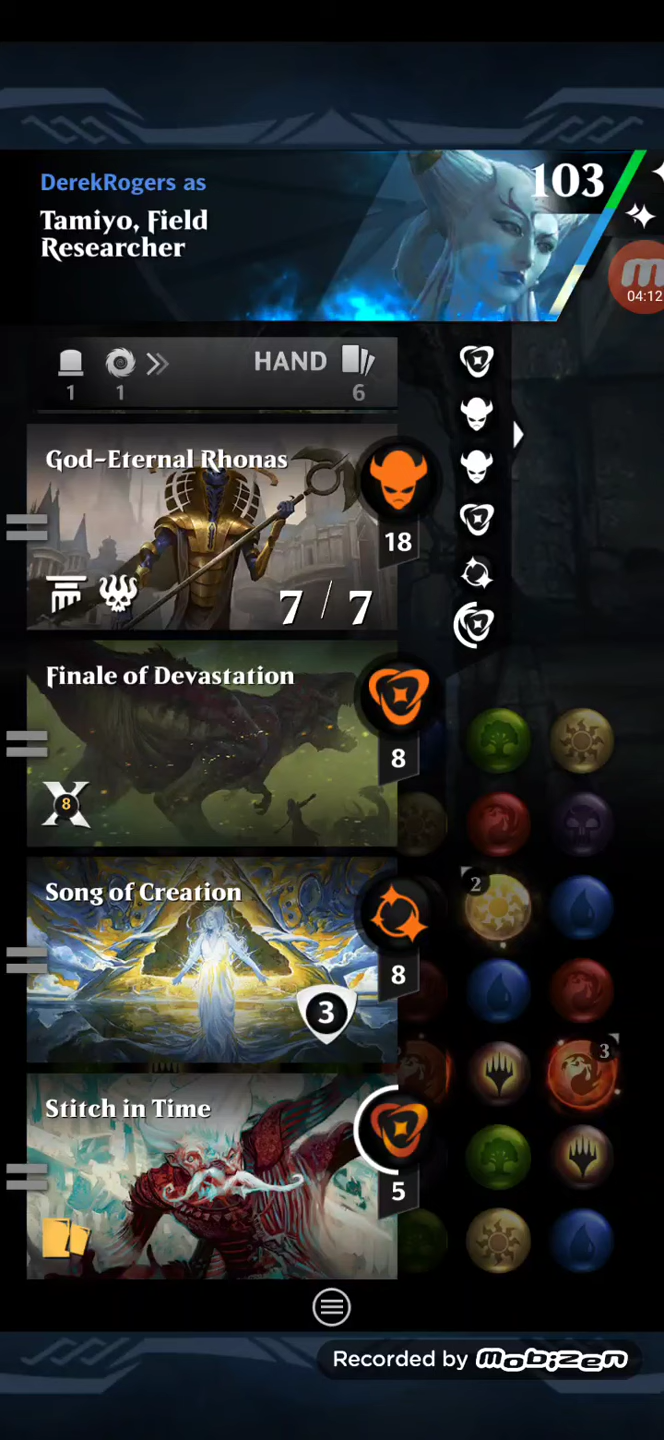 DerekRogers as
Tamiyo, Field
Researcher
103
04:12
HAND
1
1
6
God-Eternal Rhonas
18
7 / 7
Finale of Devastation
8
8
Song of Creation
2
8
3
3
Stitch in Time
5
Recorded by mobizen